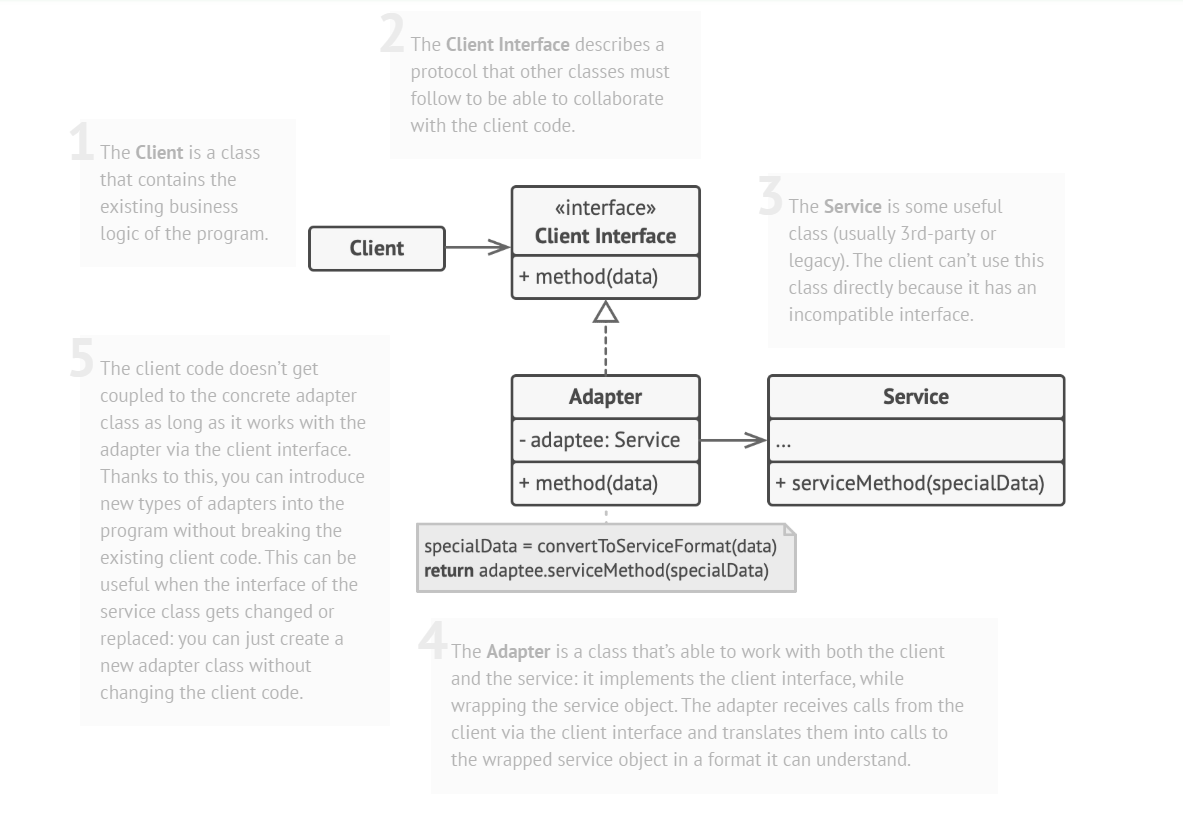 2
The Client Interface describes a
protocol that other classes must
follow to be able to collaborate
with the client code.
1
The Client is a class
that contains the
existing business
logic of the program.
Client
«interface»
Client Interface
+ method(data)
3
The Service is some useful
class (usually 3rd-party or
legacy). The client can’t use this
class directly because it has an
incompatible interface.
5
The client code doesn’t get
coupled to the concrete adapter
class as long as it works with the
adapter via the client interface.
Thanks to this, you can introduce
new types of adapters into the
program without breaking the
existing client code. This can be
useful when the interface of the
service class gets changed or
replaced: you can just create a
new adapter class without
changing the client code.
Adapter
- adaptee: Service
+ method(data)
Service
...
+ serviceMethod(specialData)
specialData = convertToServiceFormat(data)
return adaptee.serviceMethod(specialData)
4
The Adapter is a class that’s able to work with both the client
and the service: it implements the client interface, while
wrapping the service object. The adapter receives calls from the
client via the client interface and translates them into calls to
the wrapped service object in a format it can understand.